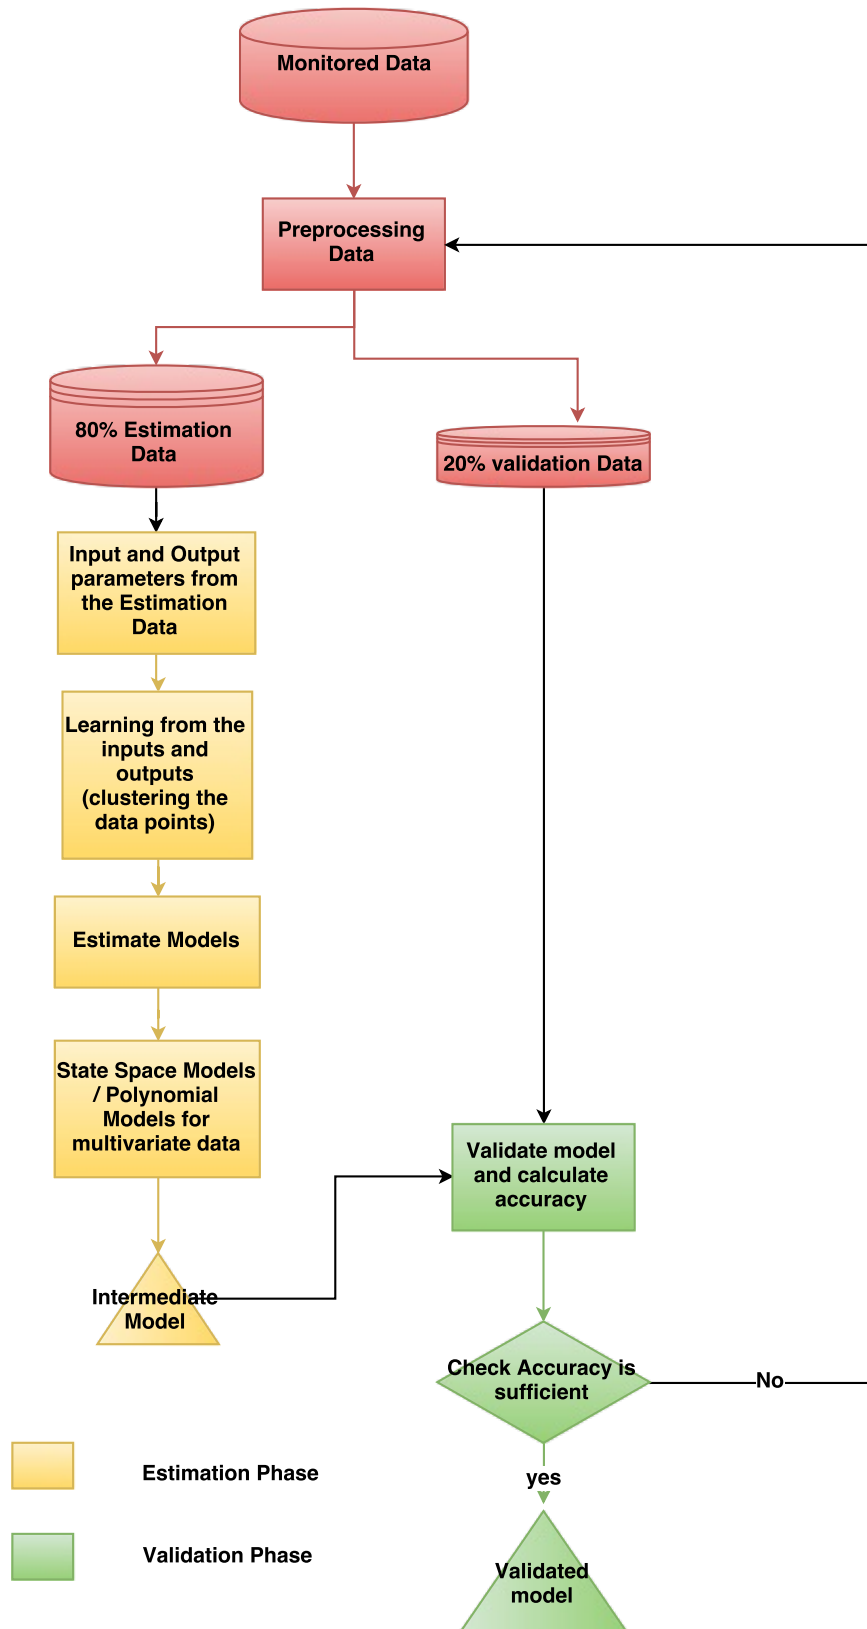 Monitored Data
Preprocessing
Data
80% Estimation
Data
20% validation Data
Input and Output
parameters from
the Estimation
Data
Learning from the
inputs and
outputs
(clustering the
data points)
Estimate Models
State Space Models
/ Polynomial
Models for
multivariate data
Validate model
and calculate
accuracy
Intermediate
Model
Check Accuracy is
sufficient
No
yes
Estimation Phase
Validation Phase
Validated
model